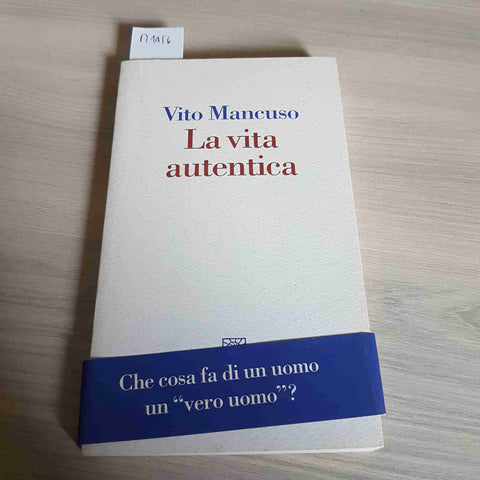 Vito Mancuso
La vita
autentica
Che cosa fa di un uomo
un “vero uomo”?